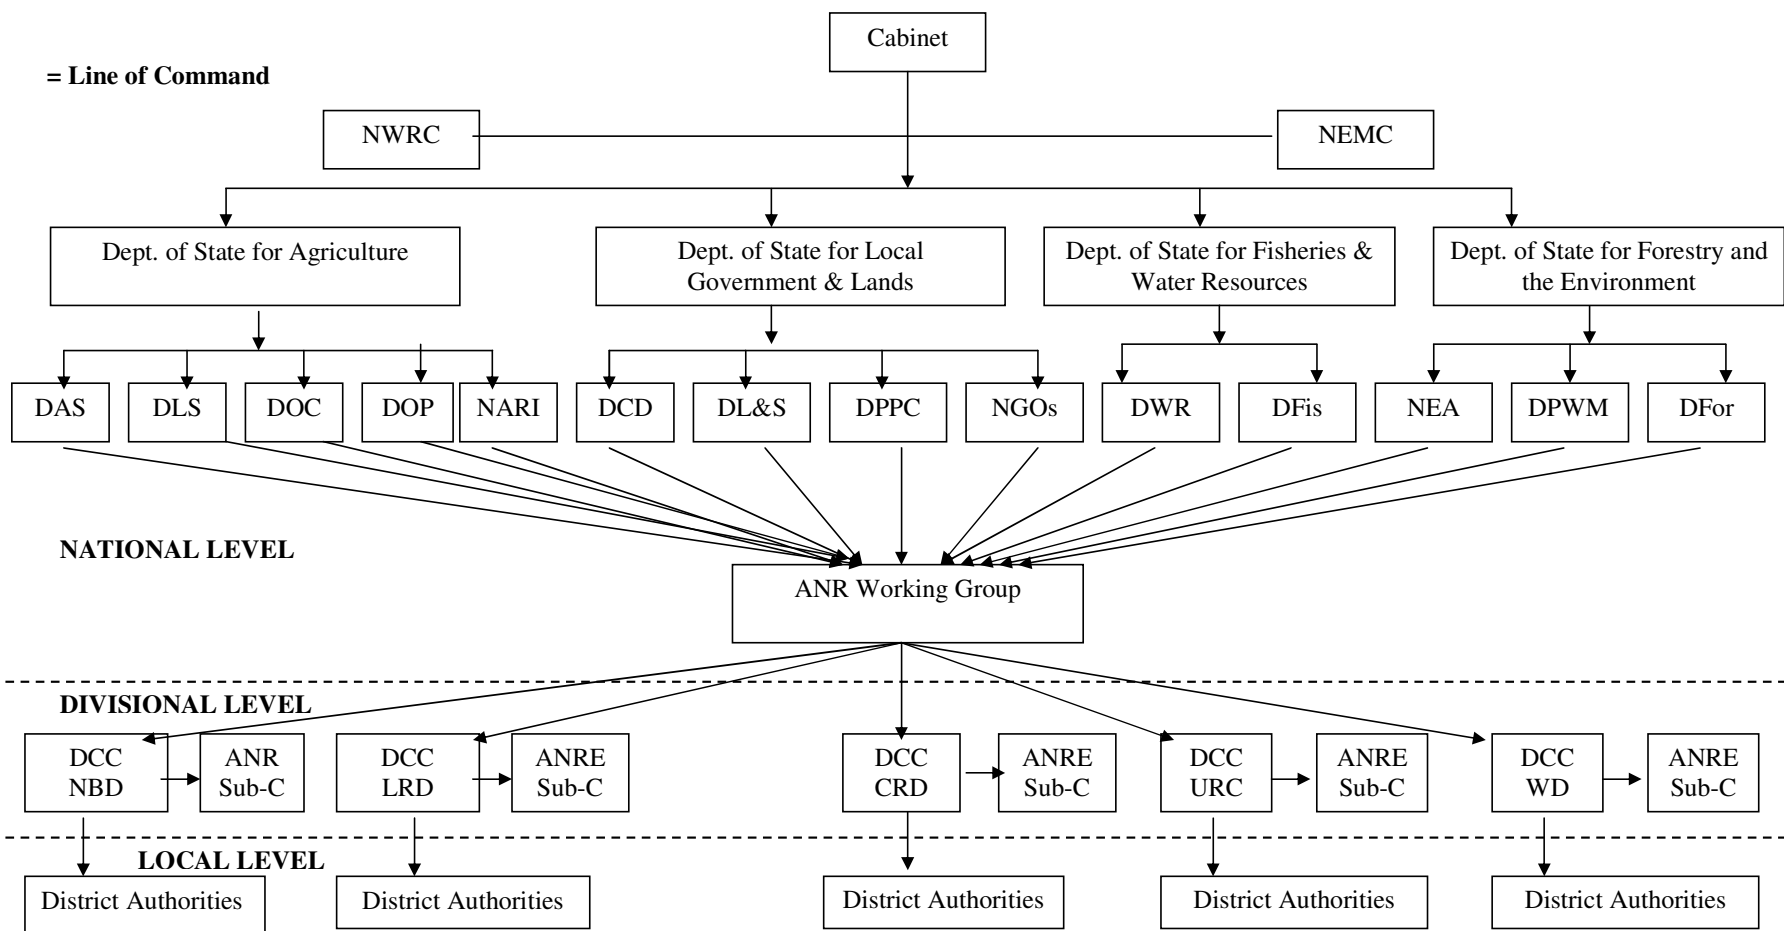 Cabinet
= Line of Command
NWRC
NEMC
Dept. of State for Agriculture
Dept. of State for Local
Government & Lands
Dept. of State for Fisheries &
Water Resources
Dept. of State for Forestry and
the Environment
DAS
DLS
DOC
DOP
NARI
DCD
DL&S
DPPC
NGOs
DWR
DFis
NEA
DPWM
DFor
NATIONAL LEVEL
ANR Working Group
DIVISIONAL LEVEL
DCC
NBD
ANR
Sub-C
DCC
LRD
ANRE
Sub-C
DCC
CRD
ANRE
Sub-C
DCC
URC
ANRE
Sub-C
DCC
WD
ANRE
Sub-C
LOCAL LEVEL
District Authorities
District Authorities
District Authorities
District Authorities
District Authorities